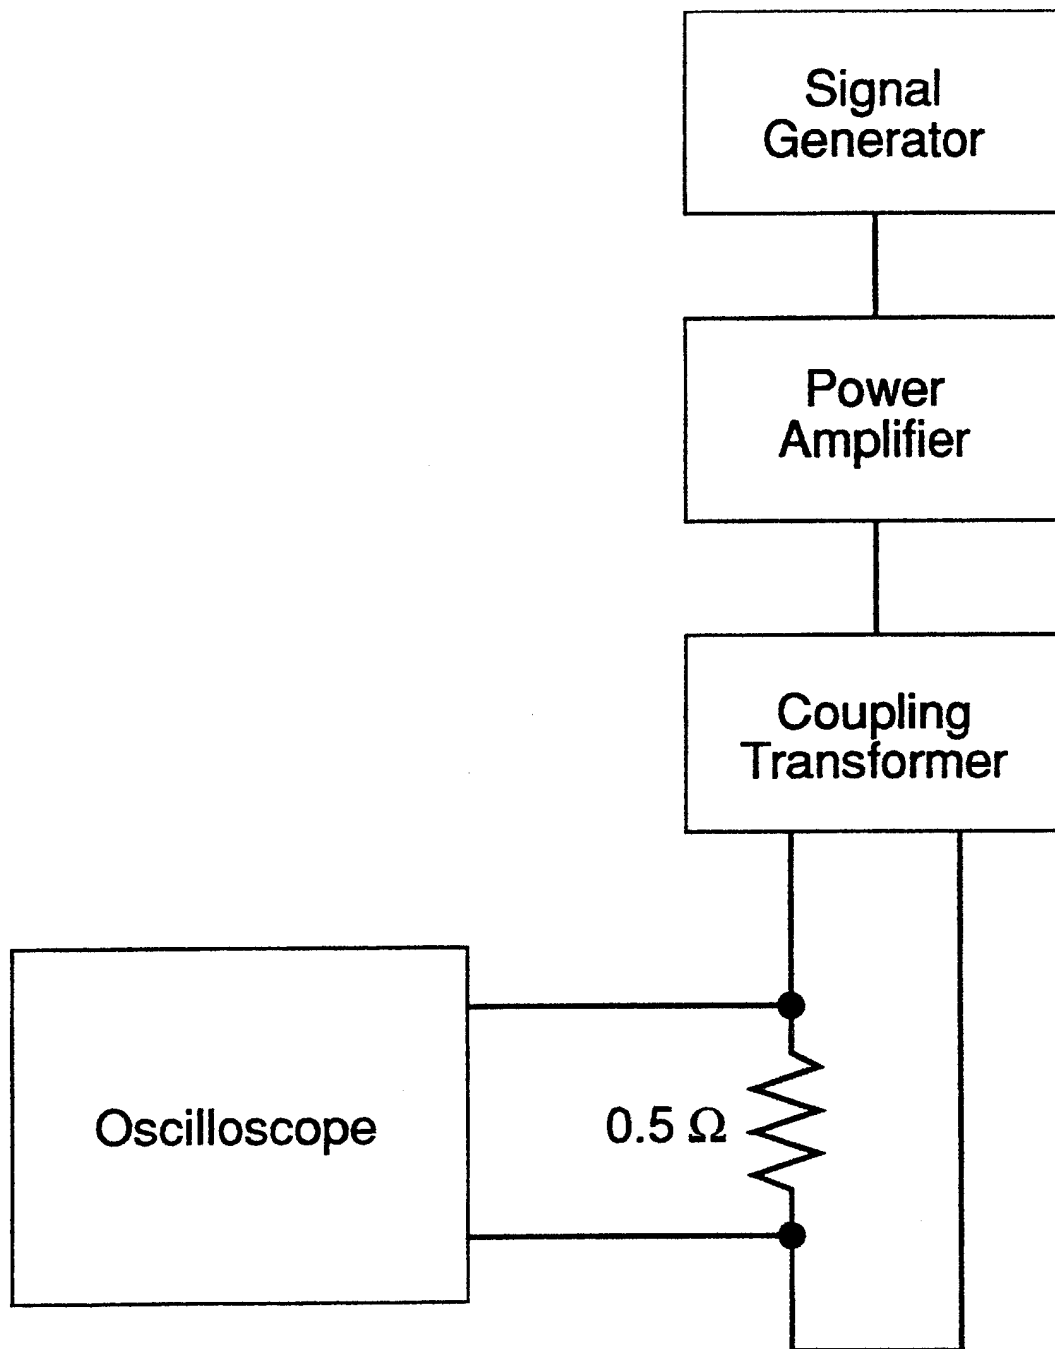 Signal
Generator
Power
Amplifier
Coupling
Transformer
Oscilloscope
0.5 Ω